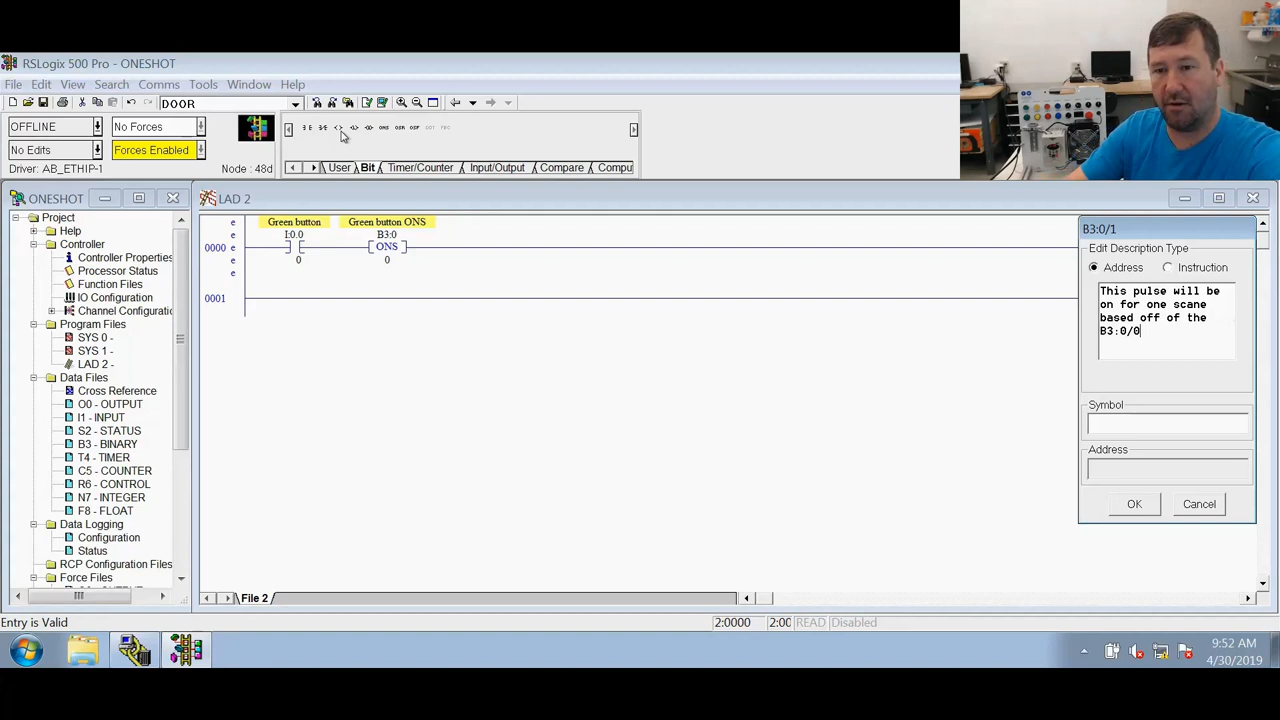 RSLogix 500 Pro - ONESHOT
File Edit View Search Comms Tools Window Help
DOOR
OFFLINE No Forces
No Edits Forces Enabled
Driver: AB_ETHIP-1 Node : 48d
User Bit Timer/Counter Input/Output Compare Compu
ONESHOT
Project
Help
Controller
Controller Properties
Processor Status
Function Files
IO Configuration
Channel Configuratio
Program Files
SYS 0 -
SYS 1 -
LAD 2 -
Data Files
Cross Reference
O0 - OUTPUT
I1 - INPUT
S2 - STATUS
B3 - BINARY
T4 - TIMER
C5 - COUNTER
R6 - CONTROL
N7 - INTEGER
F8 - FLOAT
Data Logging
Configuration
Status
RCP Configuration Files
Force Files
LAD 2
e Green button Green button ONS
e I:0.0 B3:0
0000 e ONS
e 0 0
e
0001
File 2
B3:0/1
Edit Description Type
Address Instruction
This pulse will be
on for one scane
based off of the
B3:0/0
Symbol
Address
OK Cancel
Entry is Valid 2:0000 2:00 READ Disabled
9:52 AM
4/30/2019